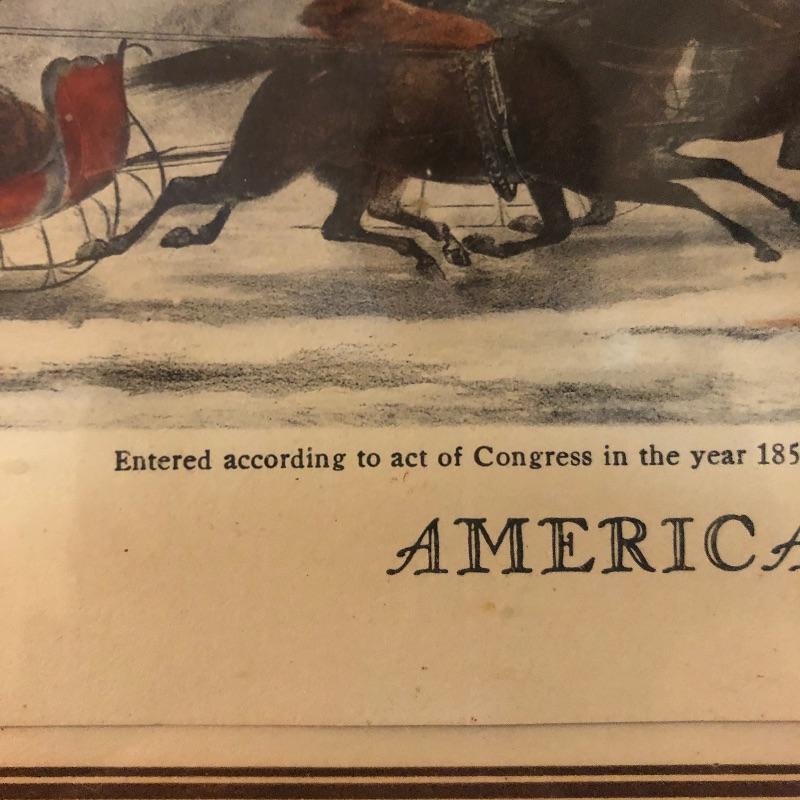 Entered according to act of Congress in the year 185
AMERICA